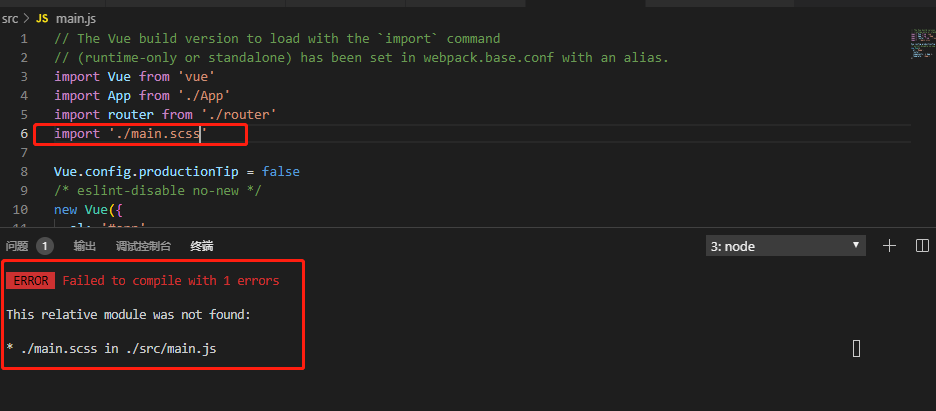 src > JS main.js
1 // The Vue build version to load with the `import` command
2 // (runtime-only or standalone) has been set in webpack.base.conf with an alias.
3 import Vue from 'vue'
4 import App from './App'
5 import router from './router'
6 import './main.scss'
7
8 Vue.config.productionTip = false
9 /* eslint-disable no-new */
10 new Vue({
问题 1 输出 调试控制台 终端 3: node
ERROR Failed to compile with 1 errors
This relative module was not found:
* ./main.scss in ./src/main.js